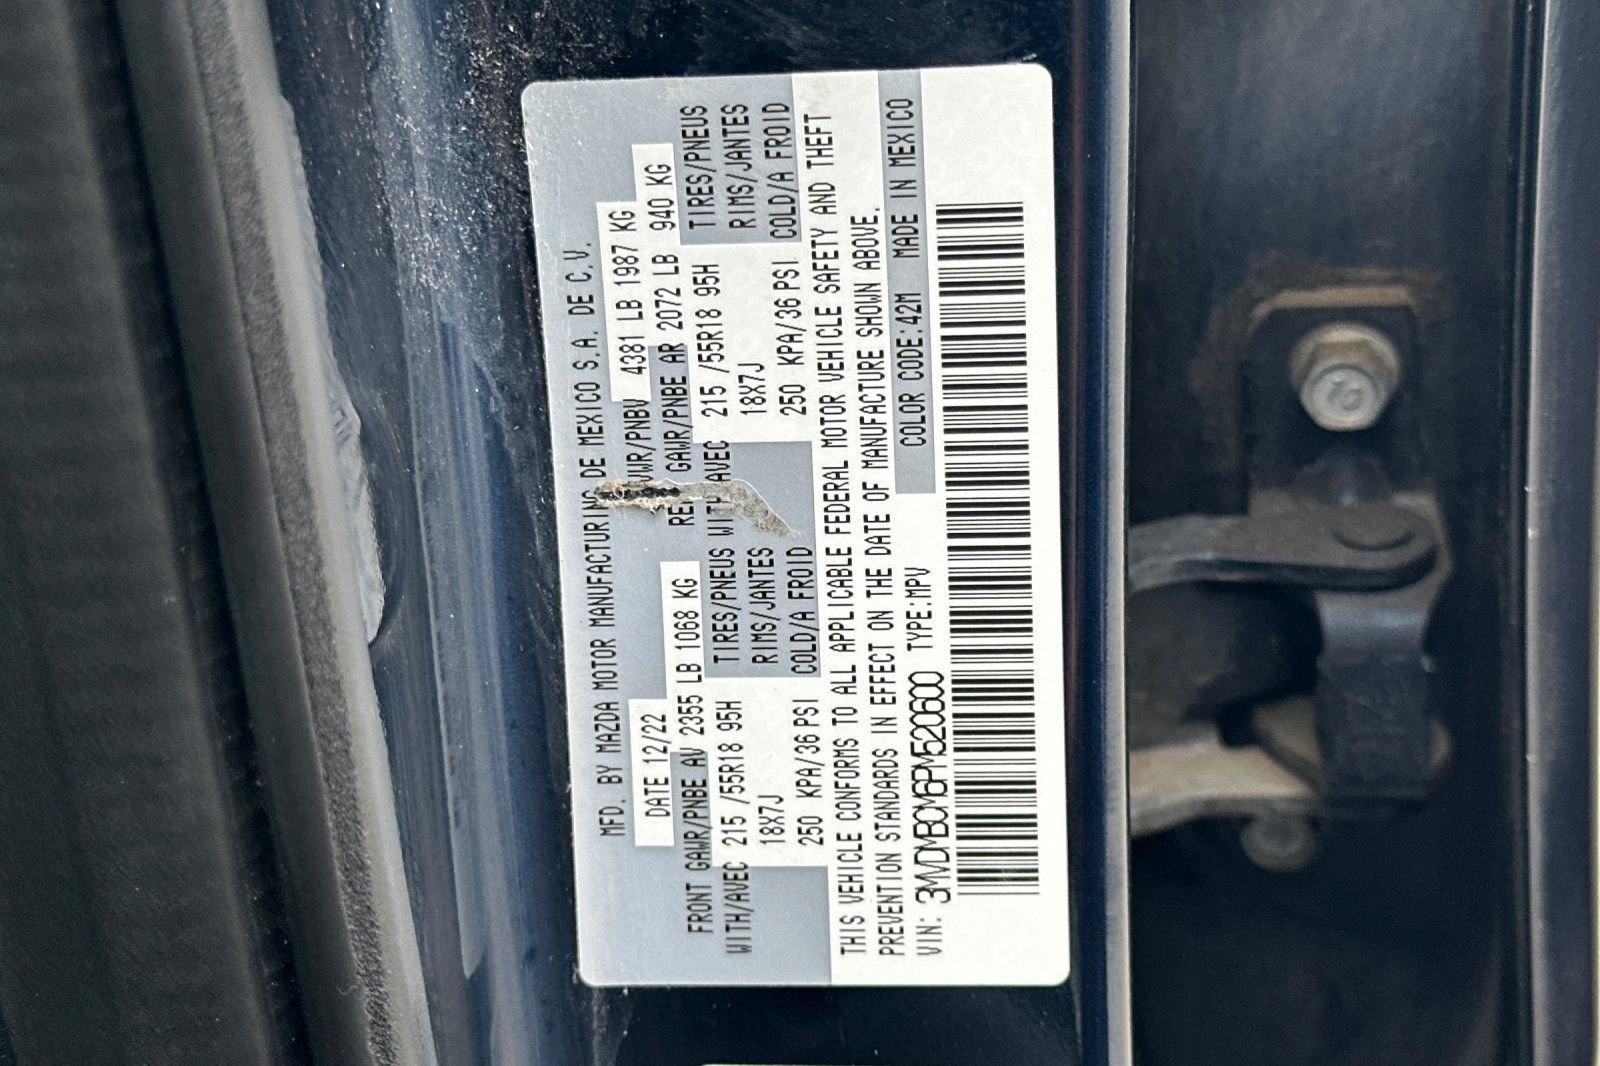 MFD. BY MAZDA MOTOR MANUFACTURING DE MEXICO S.A. DE C.V.
DATE 12/22 4381 LB 1987 KG
FRONT GAWR/PNBE AV 2355 LB 1068 KG GAWR/PNBE AR 2072 LB 940 KG
WITH/AVEC 215 /55R18 95H TIRES/PNEUS WITH/AVEC 215 /55R18 95H TIRES/PNEUS
18X7J RIMS/JANTES 18X7J RIMS/JANTES
250 KPA/36 PSI COLD/A FROID 250 KPA/36 PSI COLD/A FROID
THIS VEHICLE CONFORMS TO ALL APPLICABLE FEDERAL MOTOR VEHICLE SAFETY AND THEFT
PREVENTION STANDARDS IN EFFECT ON THE DATE OF MANUFACTURE SHOWN ABOVE.
VIN: 3MVDMBCM6PM520600 TYPE:MPV COLOR CODE:42M MADE IN MEXICO